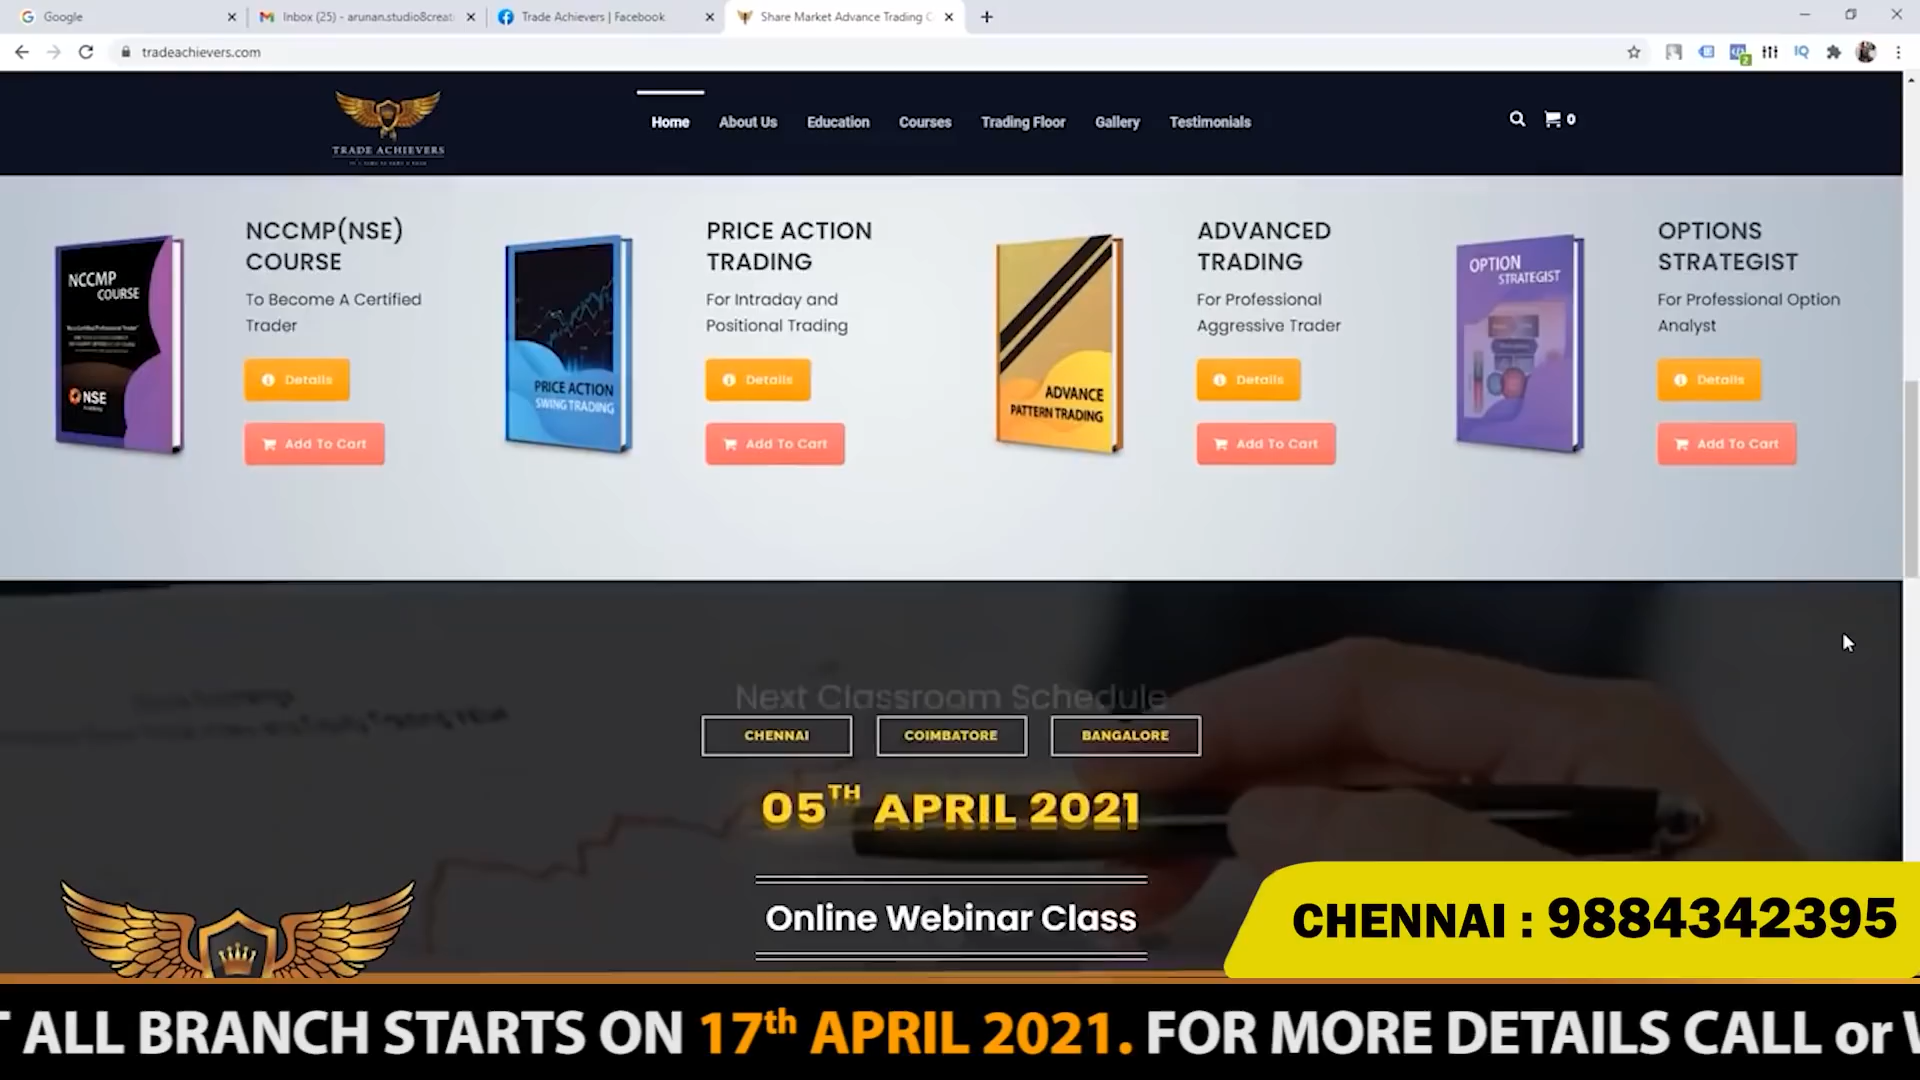 Google
Inbox (25) - arunan.studio8creat
Trade Achievers | Facebook
Share Market Advance Trading C
tradeachievers.com
TRADE ACHIEVERS
Home
About Us
Education
Courses
Trading Floor
Gallery
Testimonials
0
NCCMP
COURSE
NSE
NCCMP(NSE)
COURSE
To Become A Certified
Trader
Details
Add To Cart
PRICE ACTION
SWING TRADING
PRICE ACTION
TRADING
For Intraday and
Positional Trading
Details
Add To Cart
ADVANCE
PATTERN TRADING
ADVANCED
TRADING
For Professional
Aggressive Trader
Details
Add To Cart
OPTION
STRATEGIST
OPTIONS
STRATEGIST
For Professional Option
Analyst
Details
Add To Cart
Next Classroom Schedule
CHENNAI
COIMBATORE
BANGALORE
05TH APRIL 2021
Online Webinar Class
CHENNAI : 9884342395
T ALL BRANCH STARTS ON 17th APRIL 2021. FOR MORE DETAILS CALL or W